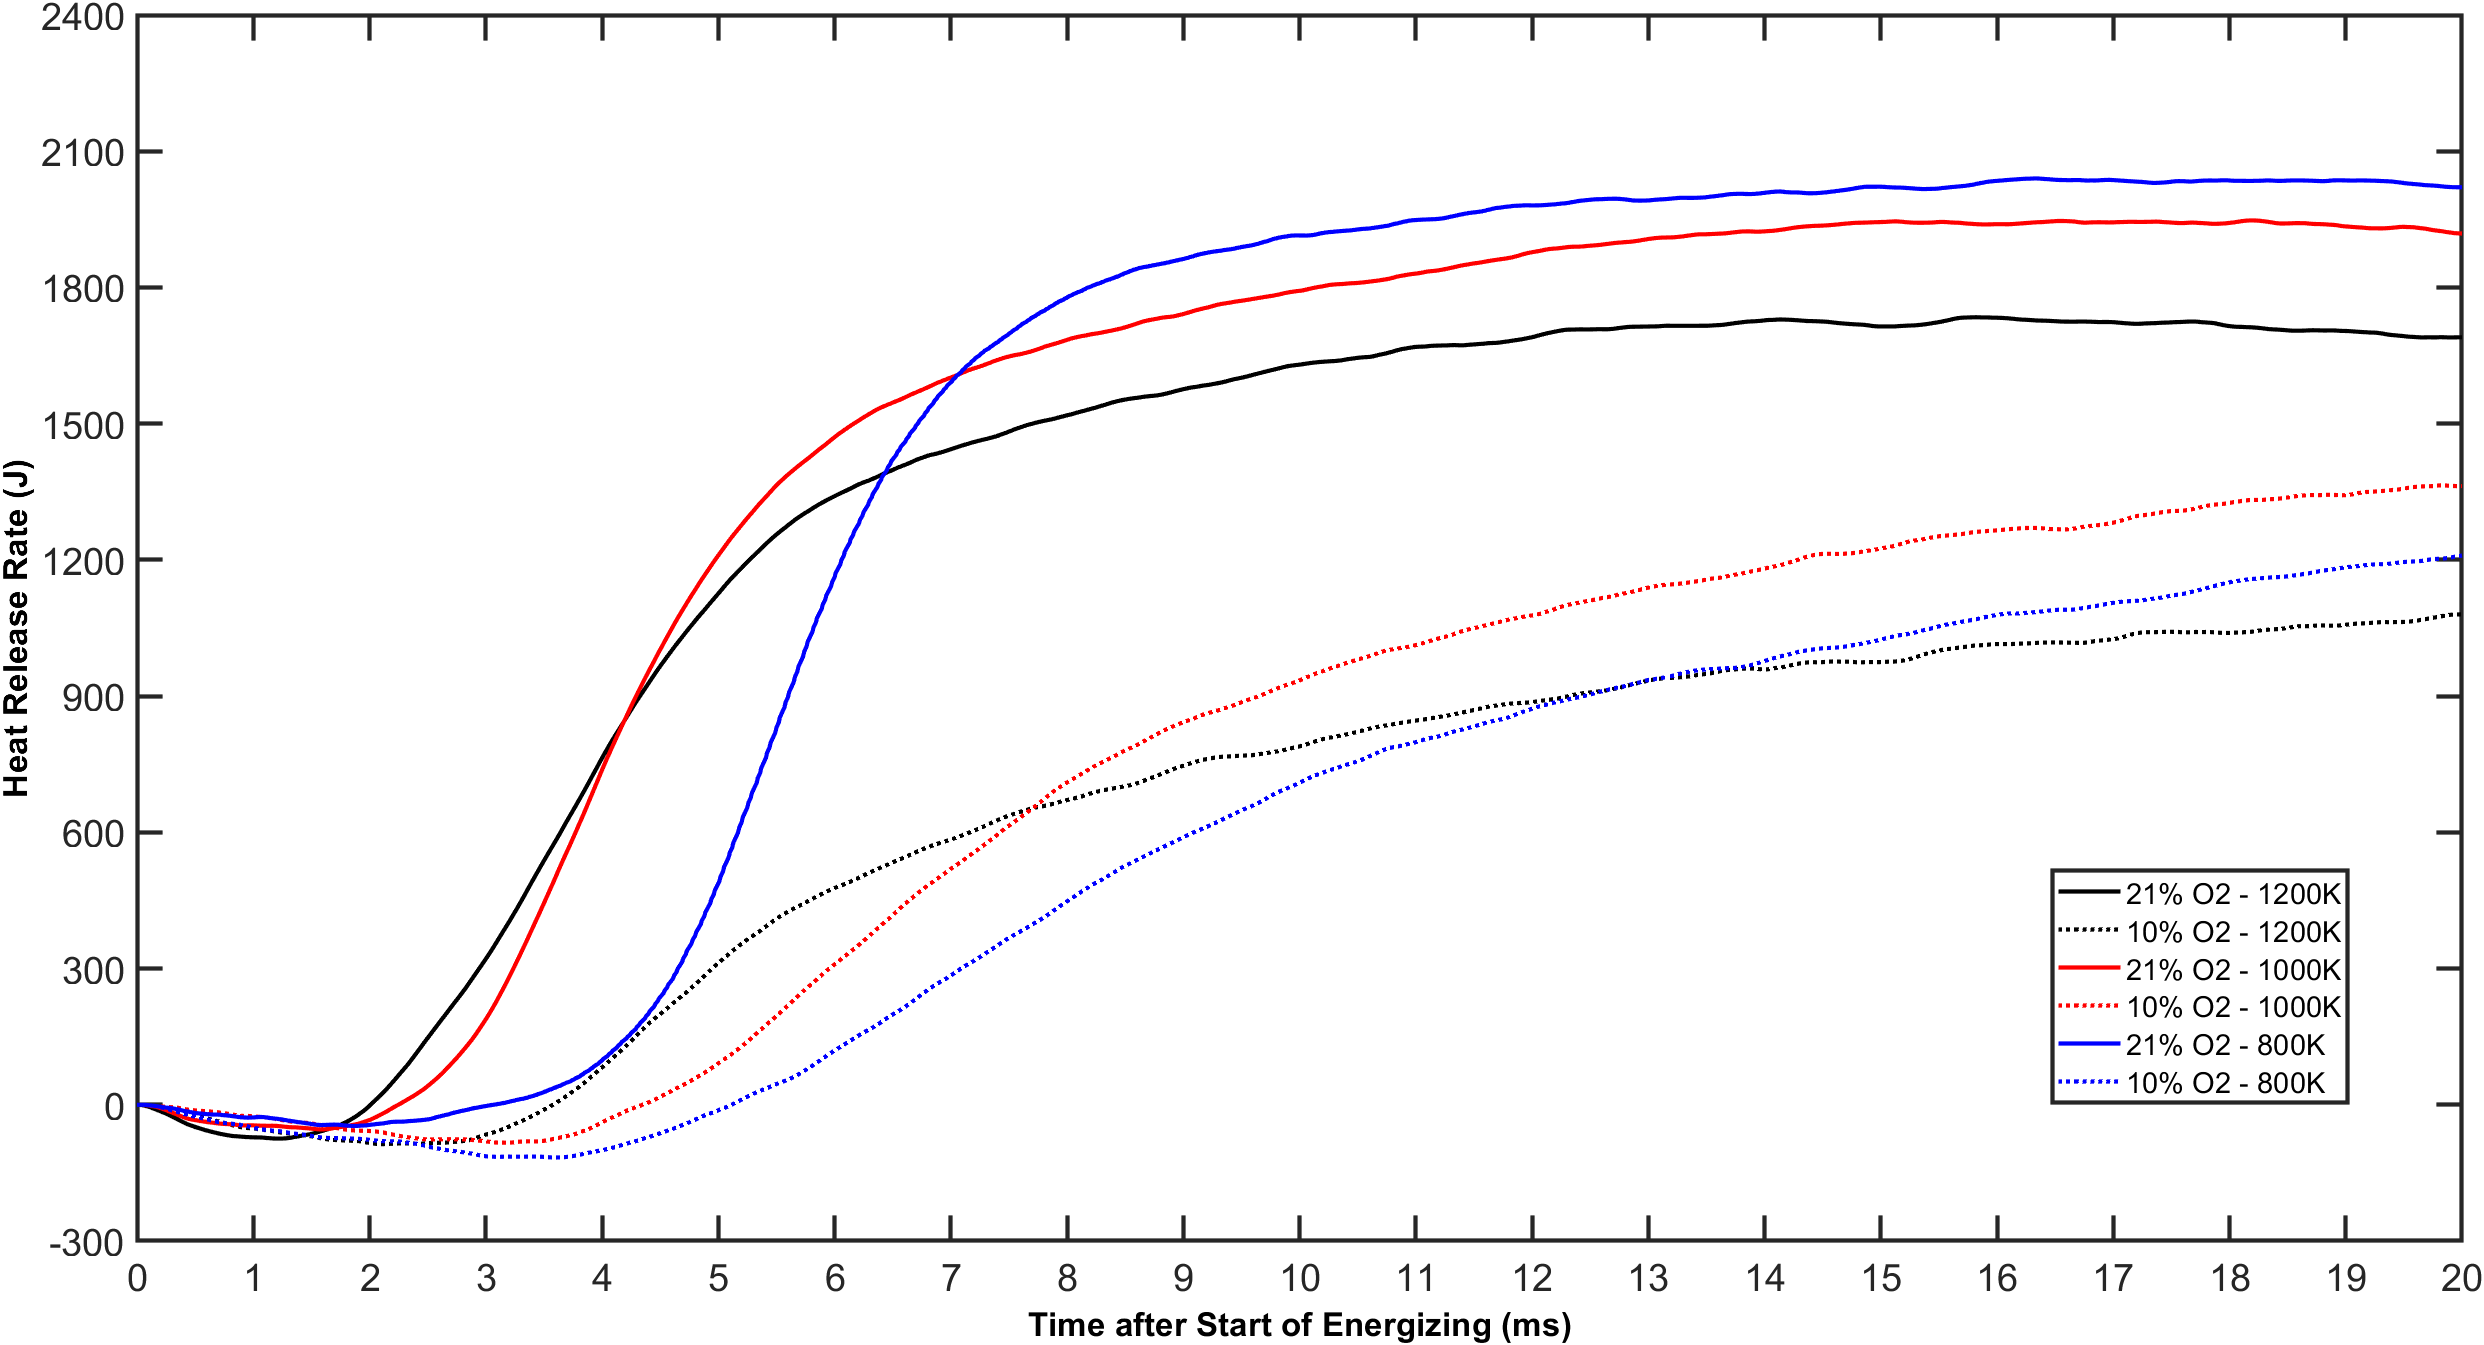 2400
2100
1800
1500
1200
900
600
300
0
-300
Heat Release Rate (J)
21% O2 - 1200K
10% O2 - 1200K
21% O2 - 1000K
10% O2 - 1000K
21% O2 - 800K
10% O2 - 800K
0 1 2 3 4 5 6 7 8 9 10 11 12 13 14 15 16 17 18 19 20
Time after Start of Energizing (ms)